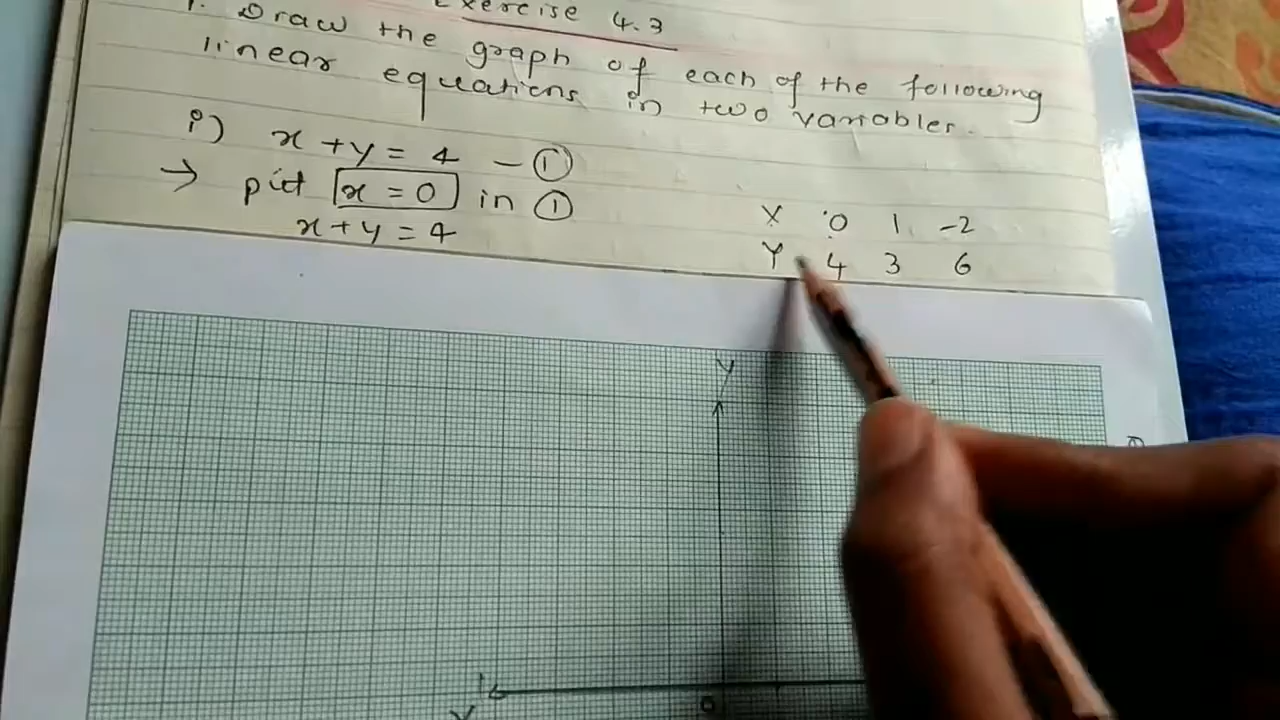 Exercise 4.3
1. Draw the graph of each of the following
linear equations in two variables.
i) x + y = 4 — ①
→ put x = 0 in ①
x + y = 4
X 0 1 -2
Y 4 3 6
Y
0